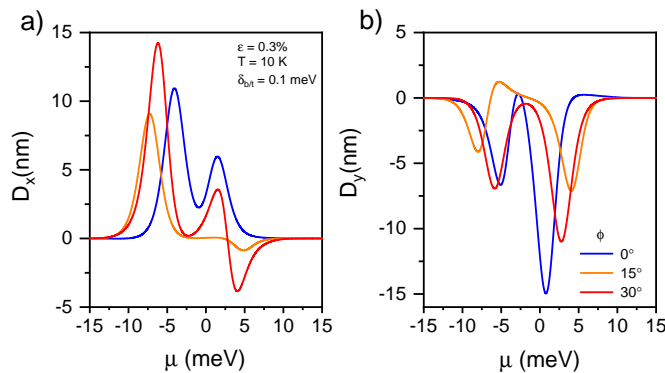 a)
b)
ε = 0.3%
T = 10 K
δb/t = 0.1 meV
15
10
5
0
-5
Dx(nm)
-15
-10
-5
0
5
10
15
μ (meV)
5
0
-5
-10
-15
Dy(nm)
ϕ
0°
15°
30°
-15
-10
-5
0
5
10
15
μ (meV)